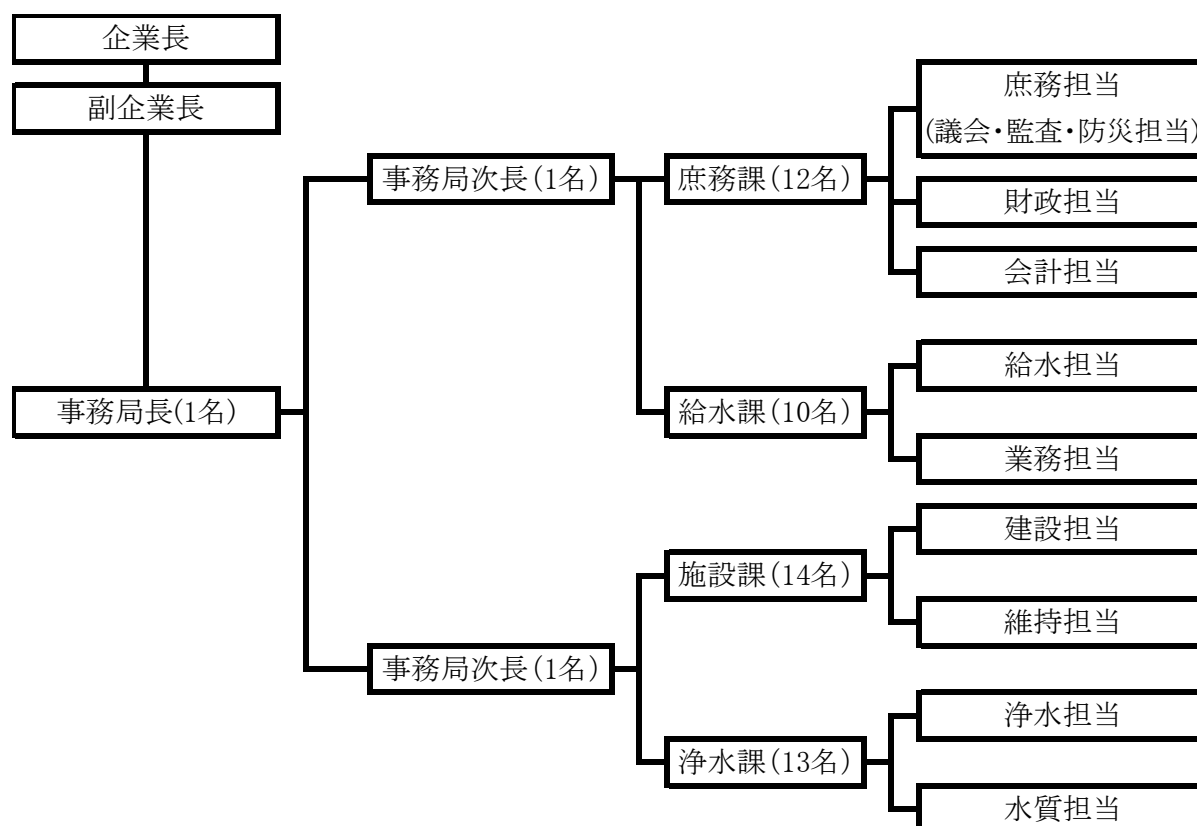 企業長
副企業長
事務局長(1名)
事務局次長(1名)
庶務課(12名)
庶務担当
(議会・監査・防災担当)
財政担当
会計担当
給水課(10名)
給水担当
業務担当
事務局次長(1名)
施設課(14名)
建設担当
維持担当
浄水課(13名)
浄水担当
水質担当